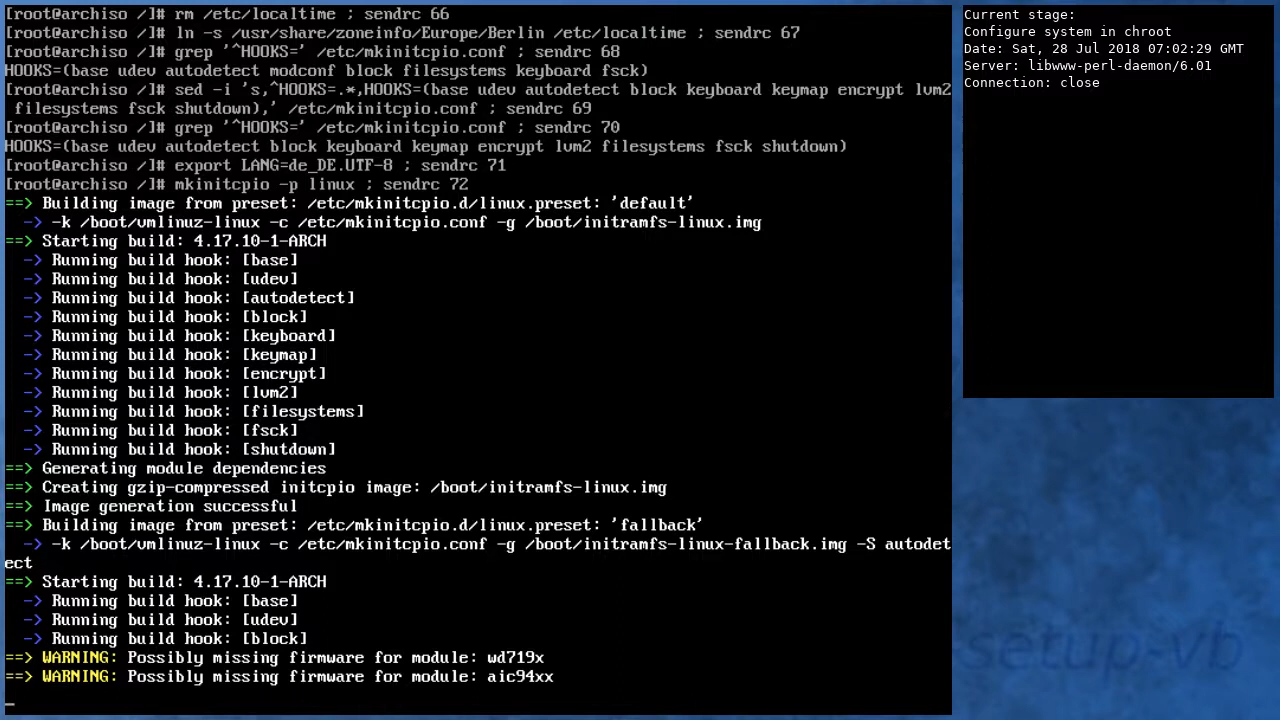 [root@archiso /]# rm /etc/localtime ; sendrc 66
[root@archiso /]# ln -s /usr/share/zoneinfo/Europe/Berlin /etc/localtime ; sendrc 67
[root@archiso /]# grep '^HOOKS=' /etc/mkinitcpio.conf ; sendrc 68
HOOKS=(base udev autodetect modconf block filesystems keyboard fsck)
[root@archiso /]# sed -i 's,^HOOKS=.*,HOOKS=(base udev autodetect block keyboard keymap encrypt lvm2
 filesystems fsck shutdown),' /etc/mkinitcpio.conf ; sendrc 69
[root@archiso /]# grep '^HOOKS=' /etc/mkinitcpio.conf ; sendrc 70
HOOKS=(base udev autodetect block keyboard keymap encrypt lvm2 filesystems fsck shutdown)
[root@archiso /]# export LANG=de_DE.UTF-8 ; sendrc 71
[root@archiso /]# mkinitcpio -p linux ; sendrc 72
==> Building image from preset: /etc/mkinitcpio.d/linux.preset: 'default'
  -> -k /boot/vmlinuz-linux -c /etc/mkinitcpio.conf -g /boot/initramfs-linux.img
==> Starting build: 4.17.10-1-ARCH
  -> Running build hook: [base]
  -> Running build hook: [udev]
  -> Running build hook: [autodetect]
  -> Running build hook: [block]
  -> Running build hook: [keyboard]
  -> Running build hook: [keymap]
  -> Running build hook: [encrypt]
  -> Running build hook: [lvm2]
  -> Running build hook: [filesystems]
  -> Running build hook: [fsck]
  -> Running build hook: [shutdown]
==> Generating module dependencies
==> Creating gzip-compressed initcpio image: /boot/initramfs-linux.img
==> Image generation successful
==> Building image from preset: /etc/mkinitcpio.d/linux.preset: 'fallback'
  -> -k /boot/vmlinuz-linux -c /etc/mkinitcpio.conf -g /boot/initramfs-linux-fallback.img -S autodet
ect
==> Starting build: 4.17.10-1-ARCH
  -> Running build hook: [base]
  -> Running build hook: [udev]
  -> Running build hook: [block]
==> WARNING: Possibly missing firmware for module: wd719x
==> WARNING: Possibly missing firmware for module: aic94xx
Current stage:
Configure system in chroot
Date: Sat, 28 Jul 2018 07:02:29 GMT
Server: libwww-perl-daemon/6.01
Connection: close
setup-vb